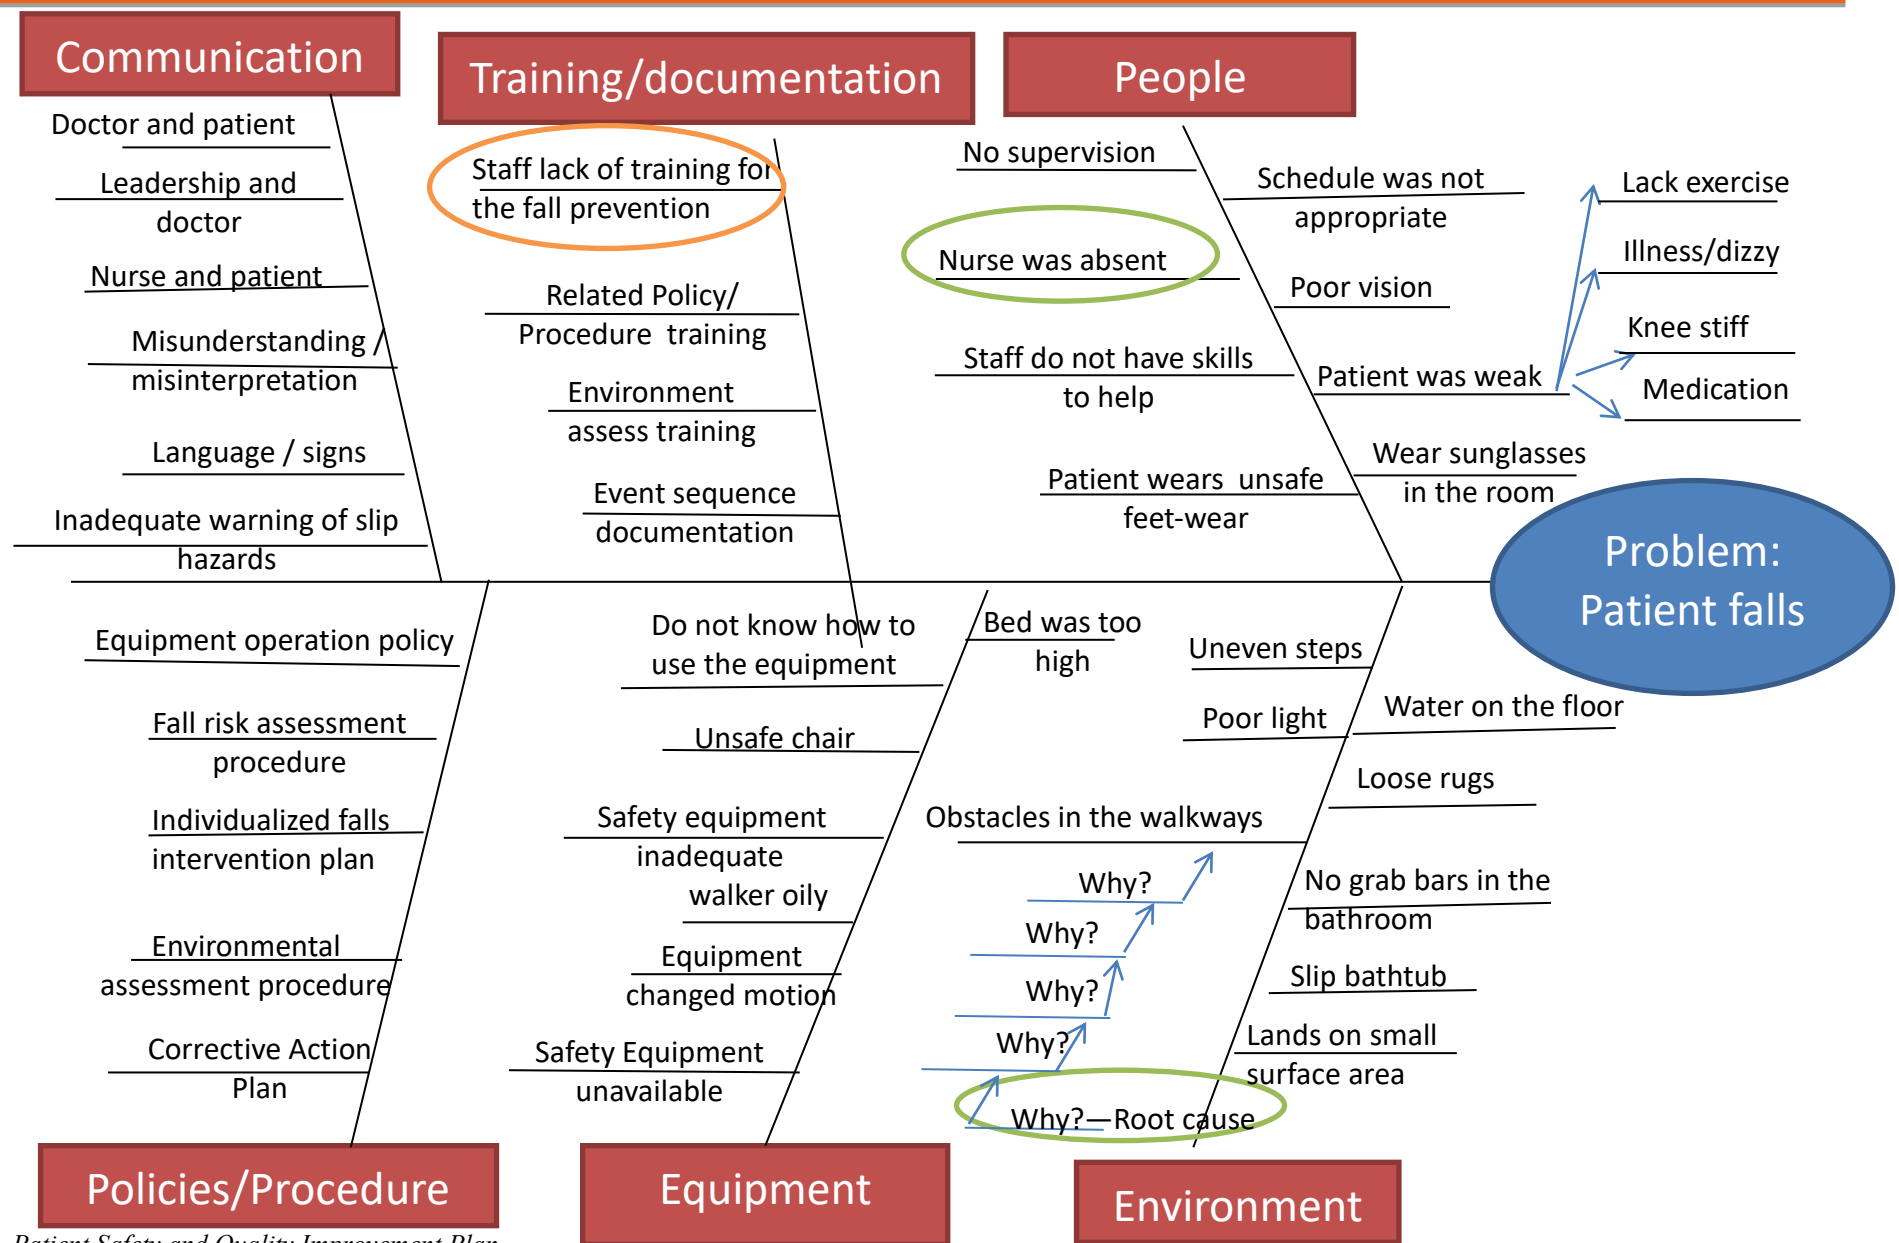 Communication
Training/documentation
People
Doctor and patient
Leadership and
doctor
Nurse and patient
Misunderstanding /
misinterpretation
Language / signs
Inadequate warning of slip
hazards
Staff lack of training for
the fall prevention
Related Policy/
Procedure training
Environment
assess training
Event sequence
documentation
No supervision
Nurse was absent
Staff do not have skills
to help
Patient wears unsafe
feet-wear
Schedule was not
appropriate
Poor vision
Patient was weak
Wear sunglasses
in the room
Lack exercise
Illness/dizzy
Knee stiff
Medication
Problem:
Patient falls
Equipment operation policy
Fall risk assessment
procedure
Individualized falls
intervention plan
Environmental
assessment procedure
Corrective Action
Plan
Do not know how to
use the equipment
Unsafe chair
Safety equipment
inadequate
walker oily
Equipment
changed motion
Safety Equipment
unavailable
Bed was too
high
Uneven steps
Poor light
Obstacles in the walkways
Why?
Why?
Why?
Why?
Why?—Root cause
Water on the floor
Loose rugs
No grab bars in the
bathroom
Slip bathtub
Lands on small
surface area
Policies/Procedure
Equipment
Environment
Patient Safety and Quality Improvement Plan